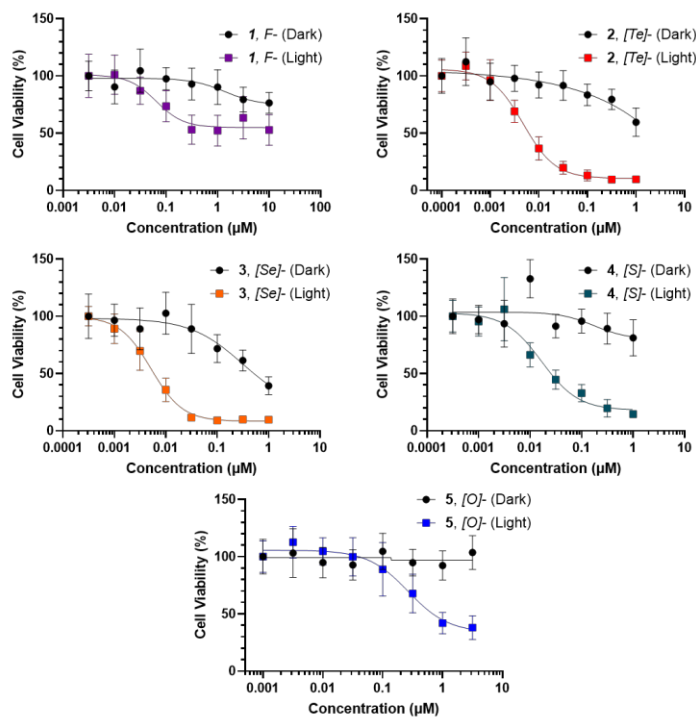 1, F- (Dark)
1, F- (Light)
150
100
50
0
Cell Viability (%)
0.001 0.01 0.1 1 10 100
Concentration (µM)
2, [Te]- (Dark)
2, [Te]- (Light)
150
100
50
0
Cell Viability (%)
0.0001 0.001 0.01 0.1 1 10
Concentration (µM)
3, [Se]- (Dark)
3, [Se]- (Light)
150
100
50
0
Cell Viability (%)
0.0001 0.001 0.01 0.1 1 10
Concentration (µM)
4, [S]- (Dark)
4, [S]- (Light)
150
100
50
0
Cell Viability (%)
0.0001 0.001 0.01 0.1 1 10
Concentration (µM)
5, [O]- (Dark)
5, [O]- (Light)
150
100
50
0
Cell Viability (%)
0.001 0.01 0.1 1 10
Concentration (µM)